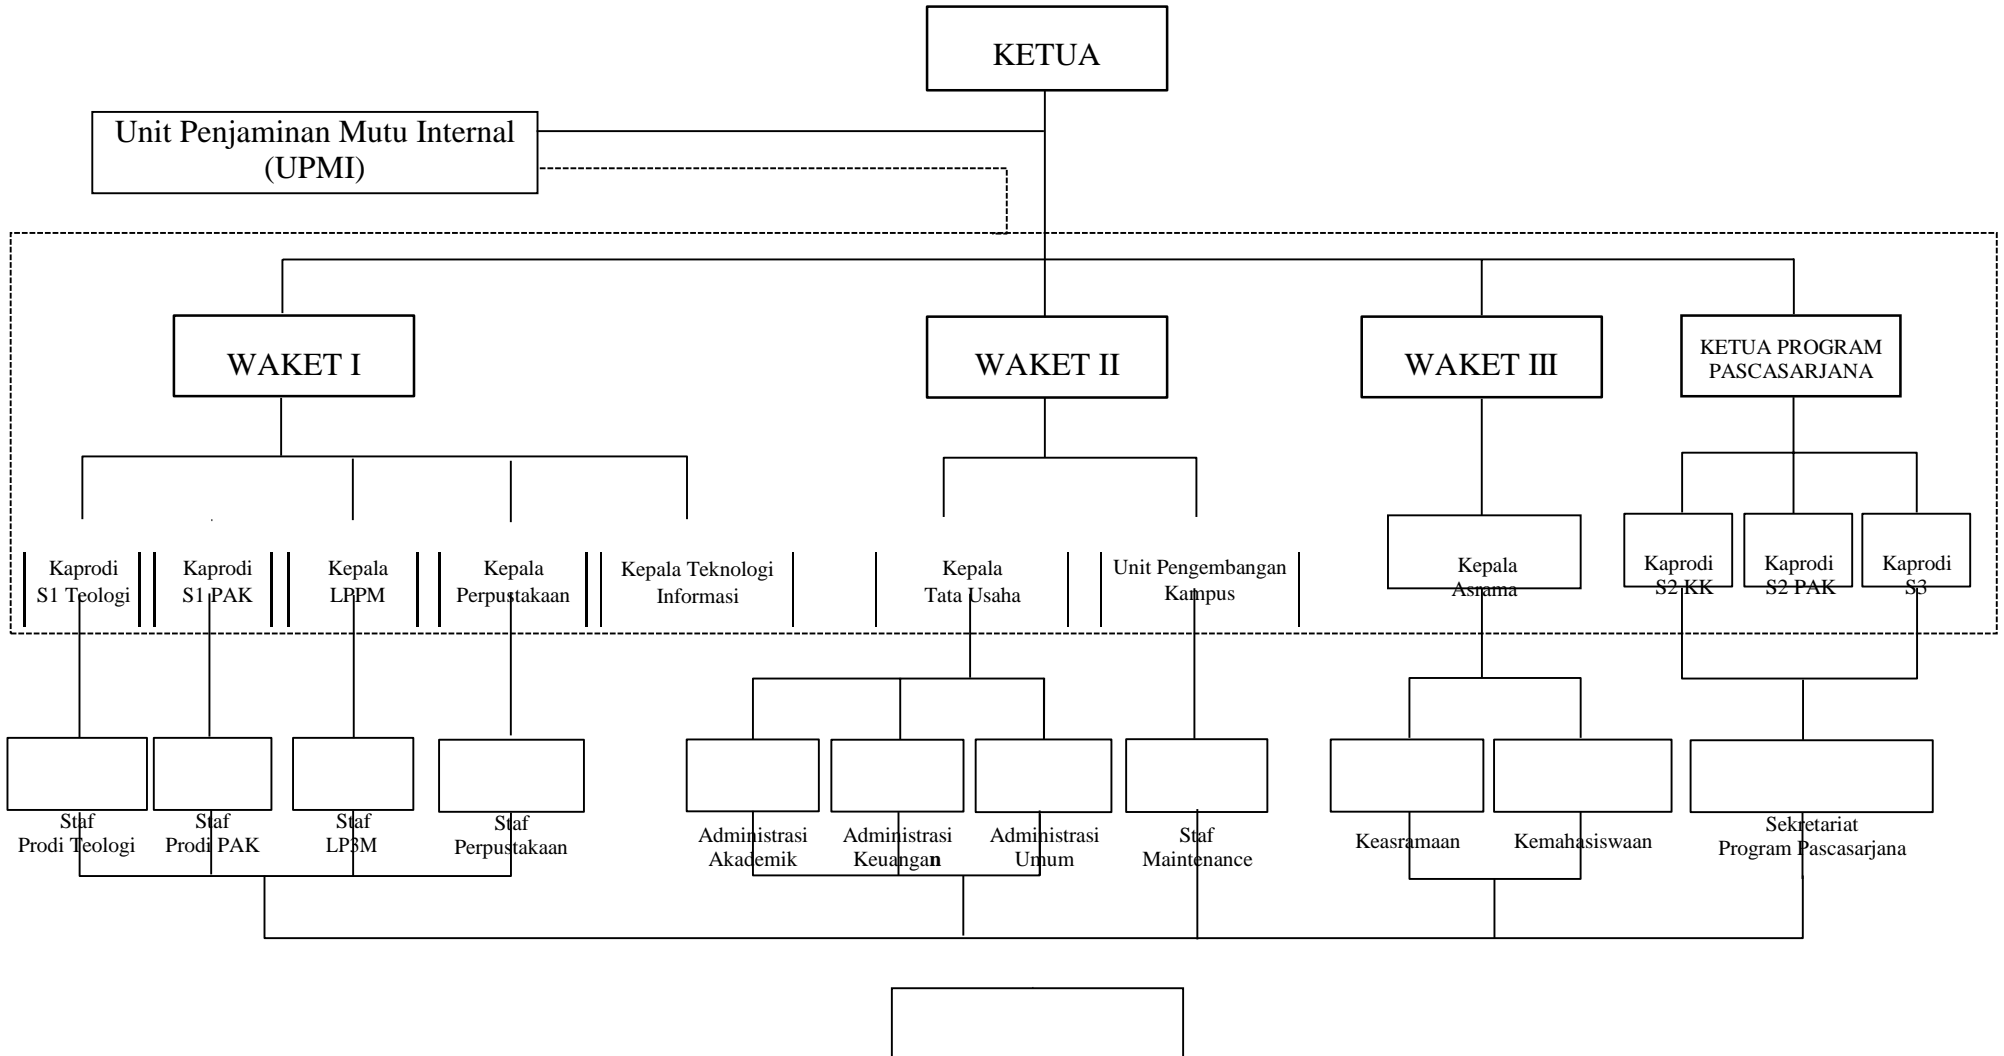 KETUA
Unit Penjaminan Mutu Internal
(UPMI)
WAKET I
WAKET II
WAKET III
KETUA PROGRAM
PASCASARJANA
Kaprodi
S1 Teologi
Kaprodi
S1 PAK
Kepala
LPPM
Kepala
Perpustakaan
Kepala Teknologi
Informasi
Kepala
Tata Usaha
Unit Pengembangan
Kampus
Kepala
Asrama
Kaprodi
S2 KK
Kaprodi
S2 PAK
Kaprodi
S3
Staf
Prodi Teologi
Staf
Prodi PAK
Staf
LP3M
Staf
Perpustakaan
Administrasi
Akademik
Administrasi
Keuangan
Administrasi
Umum
Staf
Maintenance
Keasramaan
Kemahasiswaan
Sekretariat
Program Pascasarjana